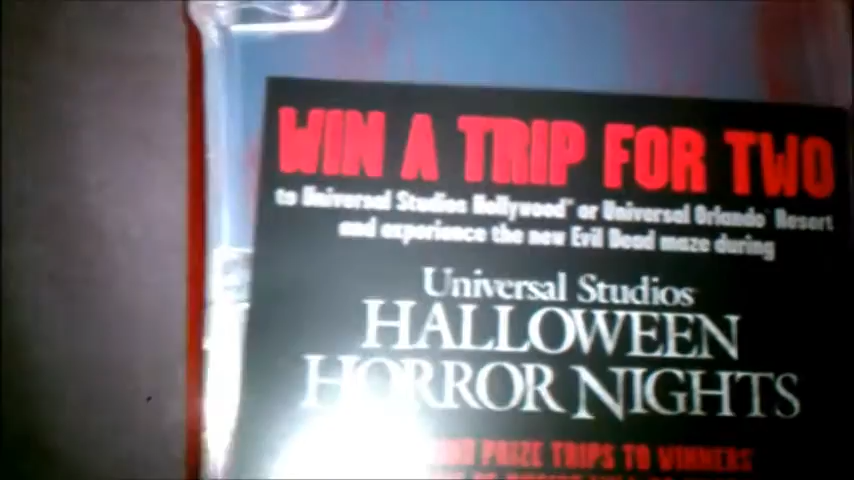 WIN A TRIP FOR TWO
to Universal Studios Hollywood™ or Universal Orlando Resort
and experience the new Evil Dead maze during
Universal Studios
HALLOWEEN
HORROR NIGHTS
PRIZE TRIPS TO WINNERS